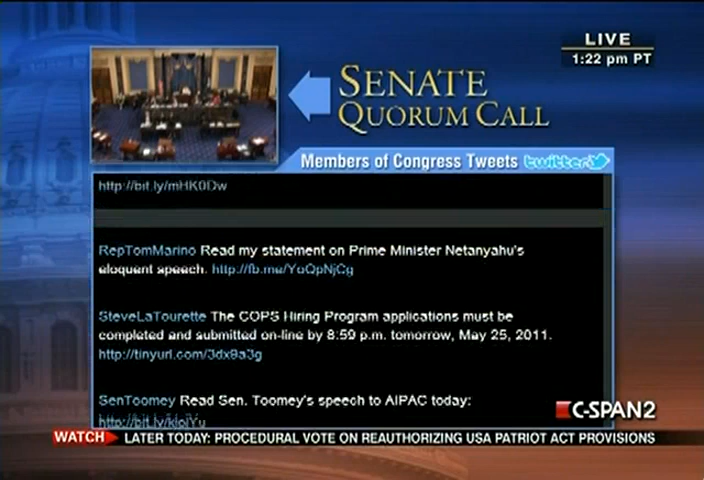 LIVE
1:22 pm PT
SENATE
QUORUM CALL
Members of Congress Tweets twitter
http://bit.ly/mHK0Dw
RepTomMarino Read my statement on Prime Minister Netanyahu's
eloquent speech. http://fb.me/YoQpNjCg
SteveLaTourette The COPS Hiring Program applications must be
completed and submitted on-line by 8:59 p.m. tomorrow, May 25, 2011.
http://tinyurl.com/3dx9a3g
SenToomey Read Sen. Toomey's speech to AIPAC today:
C-SPAN2
WATCH LATER TODAY: PROCEDURAL VOTE ON REAUTHORIZING USA PATRIOT ACT PROVISIONS